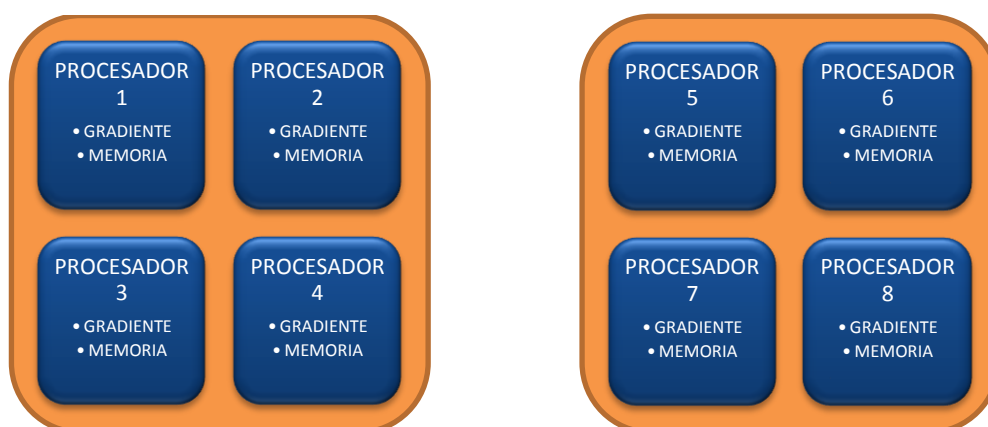 PROCESADOR
1
• GRADIENTE
• MEMORIA
PROCESADOR
2
• GRADIENTE
• MEMORIA
PROCESADOR
3
• GRADIENTE
• MEMORIA
PROCESADOR
4
• GRADIENTE
• MEMORIA
PROCESADOR
5
• GRADIENTE
• MEMORIA
PROCESADOR
6
• GRADIENTE
• MEMORIA
PROCESADOR
7
• GRADIENTE
• MEMORIA
PROCESADOR
8
• GRADIENTE
• MEMORIA